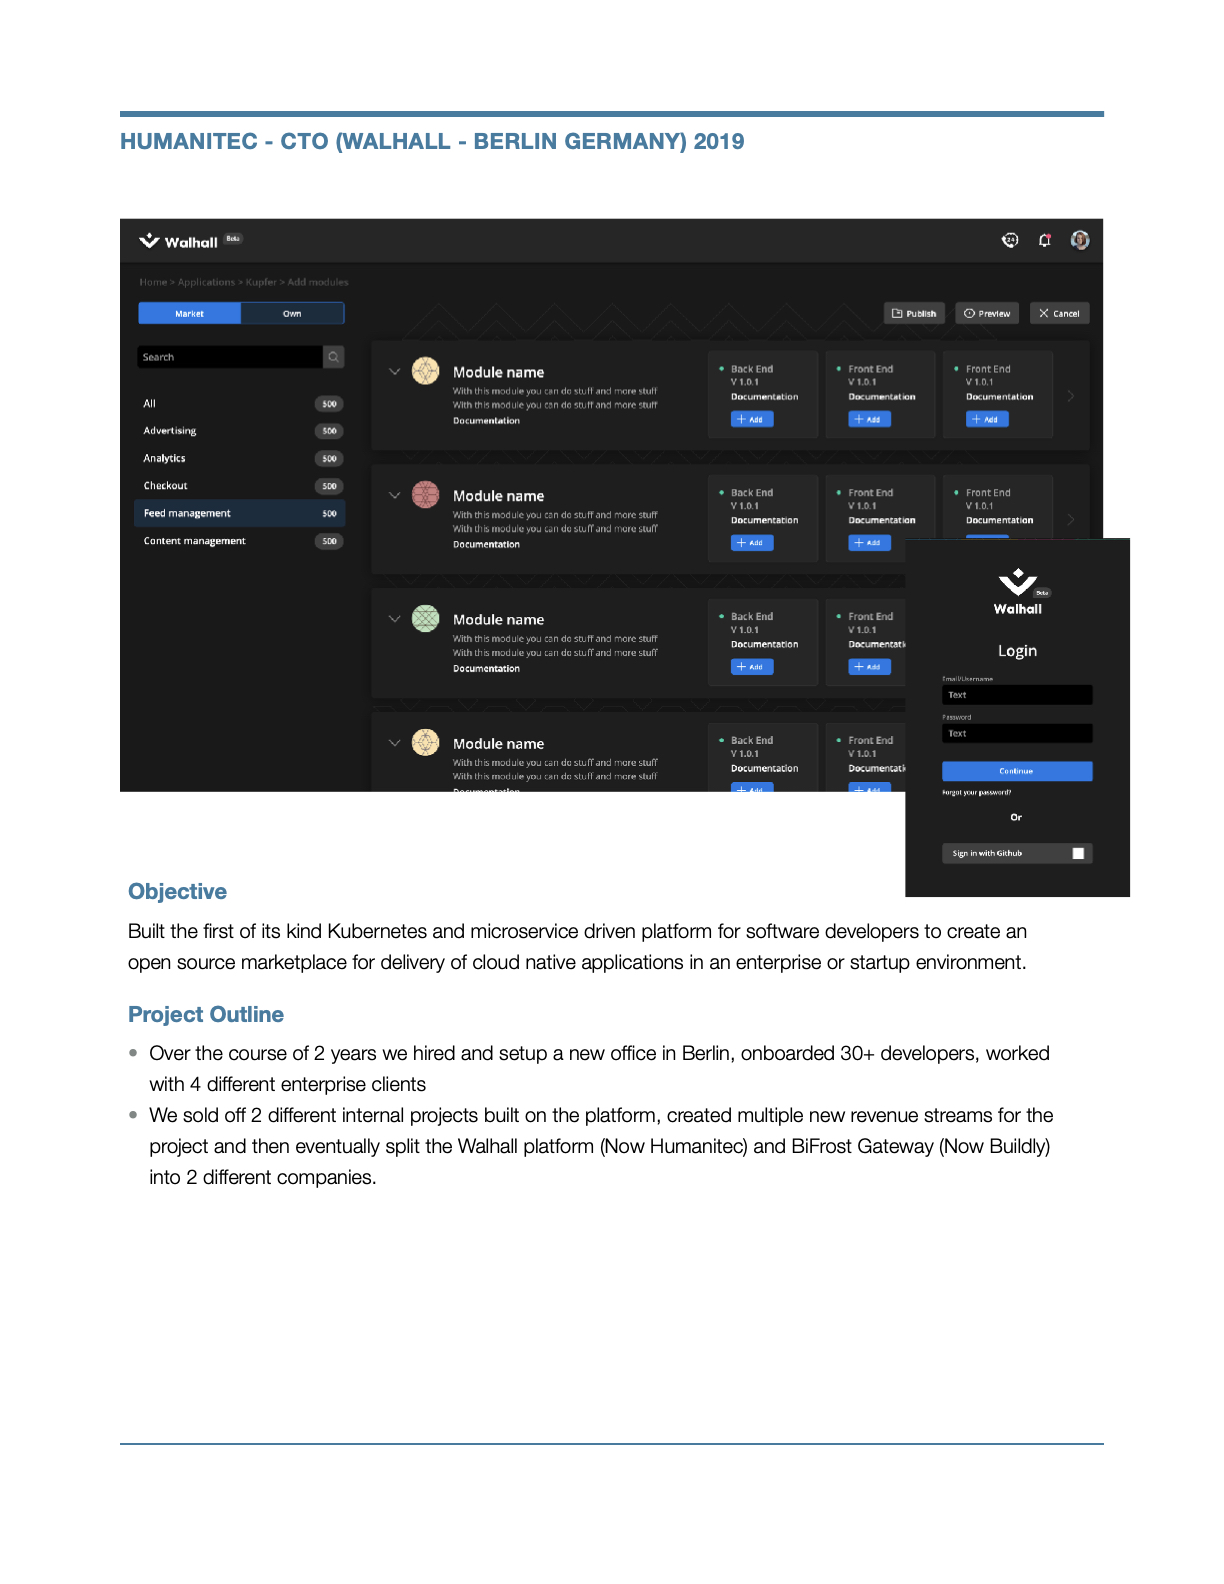 HUMANITEC - CTO (WALHALL - BERLIN GERMANY) 2019
Walhall Beta
24
Home > Applications > Kupfer > Add modules
Market Own
Publish Preview Cancel
Search
All 500
Advertising 500
Analytics 500
Checkout 500
Feed management 500
Content management 500
Module name
With this module you can do stuff and more stuff
With this module you can do stuff and more stuff
Documentation
Back End
V 1.0.1
Documentation
+ Add
Front End
V 1.0.1
Documentation
+ Add
Front End
V 1.0.1
Documentation
+ Add
Module name
With this module you can do stuff and more stuff
With this module you can do stuff and more stuff
Documentation
Back End
V 1.0.1
Documentation
+ Add
Front End
V 1.0.1
Documentation
+ Add
Front End
V 1.0.1
Documentation
Module name
With this module you can do stuff and more stuff
With this module you can do stuff and more stuff
Documentation
Back End
V 1.0.1
Documentation
+ Add
Front End
V 1.0.1
Documentati
+ Add
Module name
With this module you can do stuff and more stuff
With this module you can do stuff and more stuff
Documentation
Back End
V 1.0.1
Documentation
+ Add
Front End
V 1.0.1
Documentati
+ Add
Beta
Walhall
Login
Email/Username
Text
Password
Text
Continue
Forgot your password?
Or
Sign in with Github
Objective
Built the first of its kind Kubernetes and microservice driven platform for software developers to create an
open source marketplace for delivery of cloud native applications in an enterprise or startup environment.
Project Outline
• Over the course of 2 years we hired and setup a new office in Berlin, onboarded 30+ developers, worked
with 4 different enterprise clients
• We sold off 2 different internal projects built on the platform, created multiple new revenue streams for the
project and then eventually split the Walhall platform (Now Humanitec) and BiFrost Gateway (Now Buildly)
into 2 different companies.